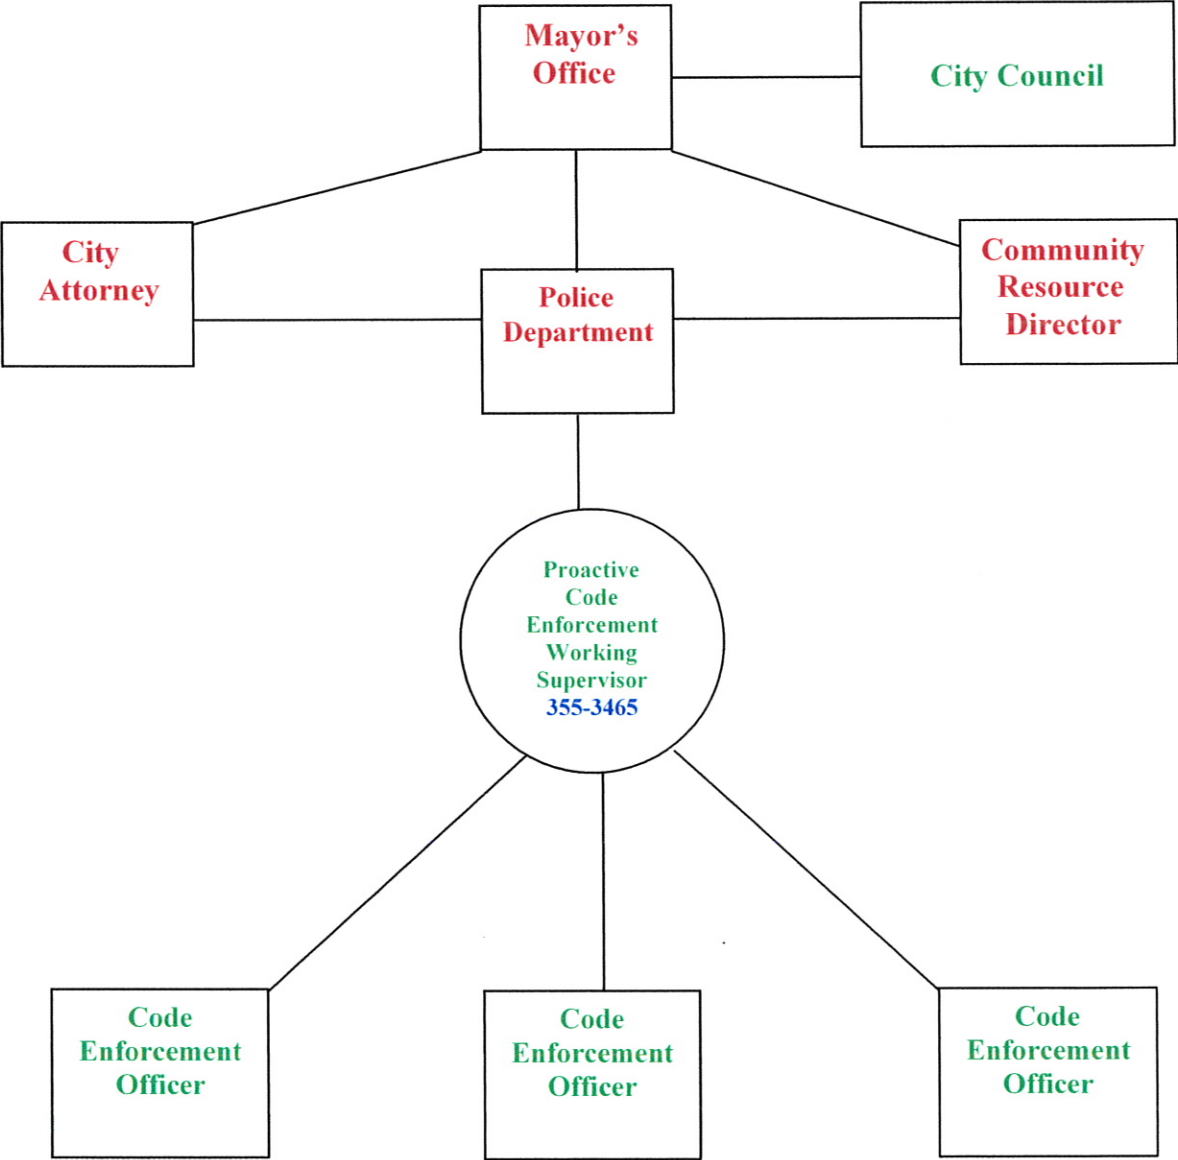 Mayor's
Office
City Council
City
Attorney
Police
Department
Community
Resource
Director
Proactive
Code
Enforcement
Working
Supervisor
355-3465
Code
Enforcement
Officer
Code
Enforcement
Officer
Code
Enforcement
Officer